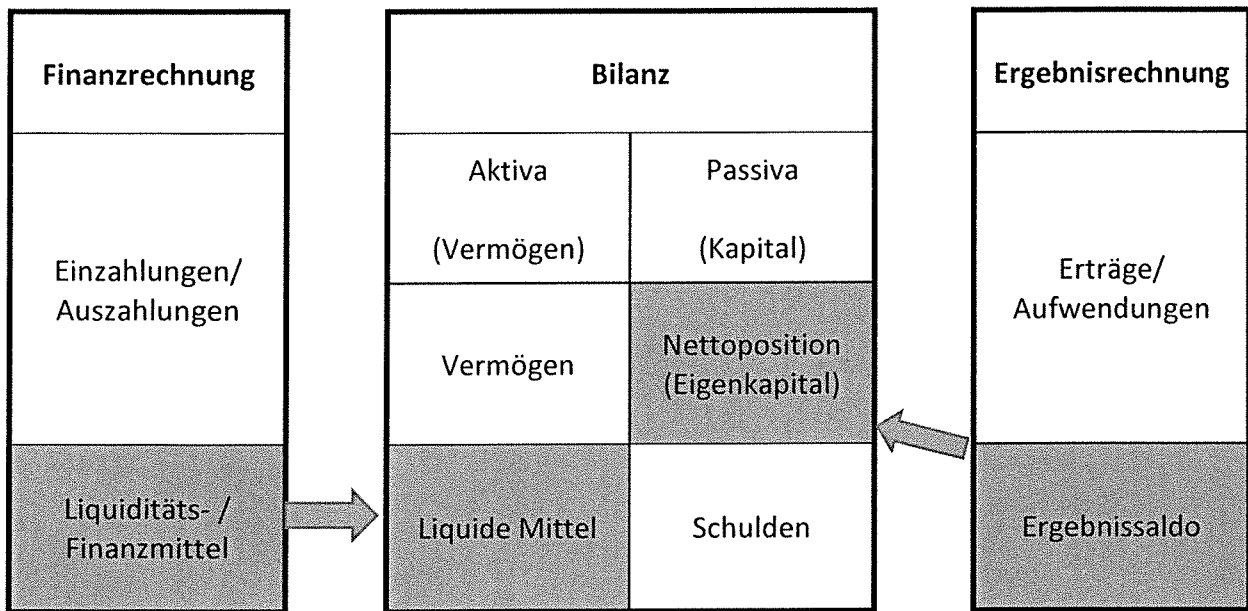 Finanzrechnung
Einzahlungen/
Auszahlungen
Liquiditäts- /
Finanzmittel
Bilanz
Aktiva
(Vermögen)
Passiva
(Kapital)
Vermögen
Nettoposition
(Eigenkapital)
Liquide Mittel
Schulden
Ergebnisrechnung
Erträge/
Aufwendungen
Ergebnissaldo